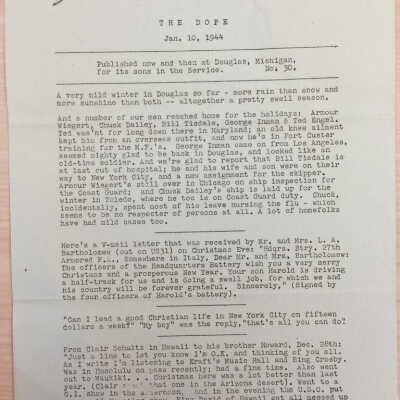 THE DOPE
Jan. 10, 1944
Published now and then at Douglas, Michigan,
for its sons in the Service. No. 30.
A very mild winter in Douglas so far - more rain than snow and
more sunshine than both -- altogether a pretty swell season.
And a number of our men reached home for the holidays: Armour
Wiegert, Chuck Dailey, Bill Tisdale, George Inman & Ted Engel.
Ted wasn't for long down there in Maryland; an old knee ailment
kept him from an overseas outfit, and now he's in Fort Custer
training for the M.P.'s. George Inman came on from Los Angeles,
seemed mighty glad to be back in Douglas, and looked like an
old-time soldier. And we're glad to report that Bill Tisdale is
at last out of hospital; he and his wife and son were on their
way to New York City, and a new assignment for the skipper.
Armour Wiegert's still over in Chicago on ship inspection for
the Coast Guard; and Chuck Dailey's ship is laid up for the
winter in Toledo, where he too is on Coast Guard duty. Chuck,
incidentally, spent most of his leave nursing the flu - which
seems to be no respecter of persons at all. A lot of homefolks
have had mild cases too.
Here's a V-mail letter that was received by Mr. and Mrs. L. A.
Bartholomew (out on US31) on Christmas Eve: "Hdqrs. Btry. 27th
Armored F.A., Somewhere in Italy, Dear Mr. and Mrs. Bartholomew:
The officers of the Headquarters Battery wish you a very merry
Christmas and a prosperous New Year. Your son Harold is driving
a half-track for us and is doing a swell job, for which we and
his country will be forever grateful. Sincerely," (signed by
the four officers of Harold's battery).
"Can I lead a good Christian life in New York City on fifteen
dollars a week?" "My boy" was the reply, "that's all you can do!
From Clair Schultz in Hawaii to his brother Howard, Dec. 28th:
"Just a line to let you know I'm O.K. and thinking of you all.
As I write I'm listening to Kraft's Music Hall and Bing Crosby.
Was in Honolulu on pass recently; had a fine time. Also went
out to Waukiki. . . Christmas here was a lot better than last
year. (Clair that one in the Arizona desert). Went to a
G.I. show in the afternoon, and in the evening the U.S.O. put